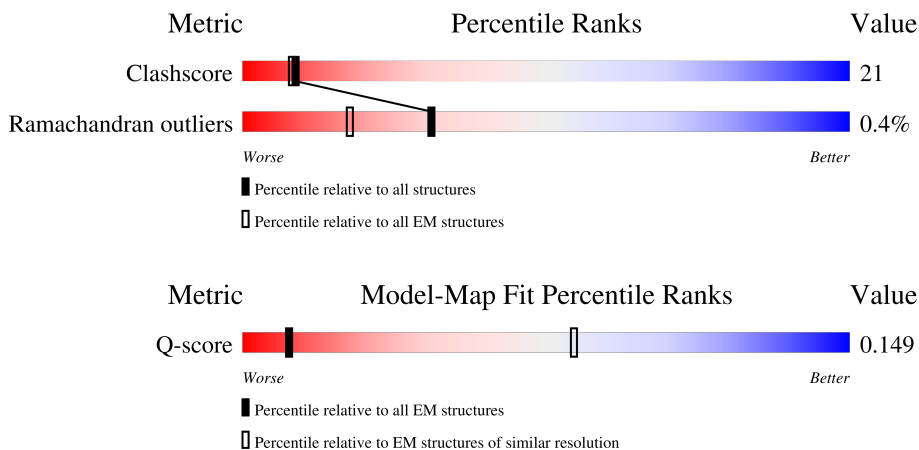 Metric Percentile Ranks Value
Clashscore 21
Ramachandran outliers 0.4%
Worse Better
Percentile relative to all structures
Percentile relative to all EM structures
Metric Model-Map Fit Percentile Ranks Value
Q-score 0.149
Worse Better
Percentile relative to all EM structures
Percentile relative to EM structures of similar resolution